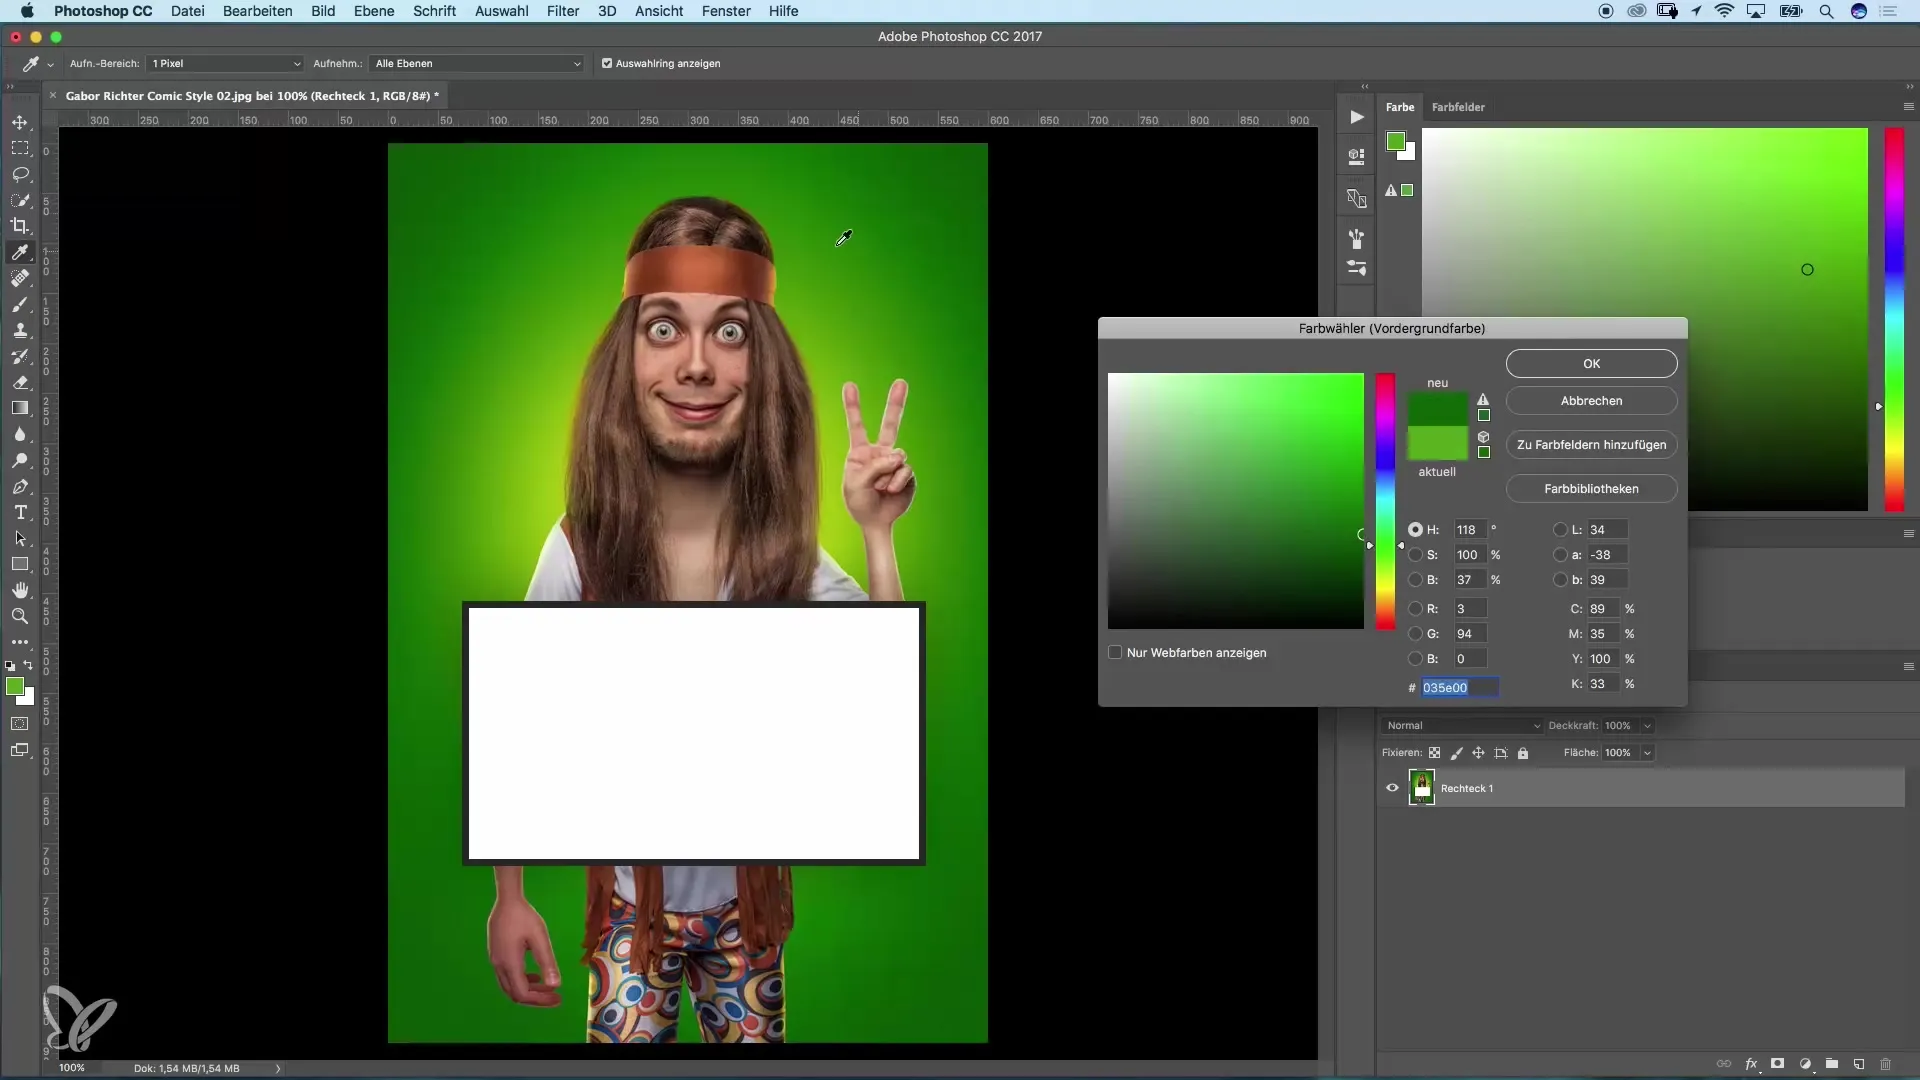 Photoshop CC Datei Bearbeiten Bild Ebene Schrift Auswahl Filter 3D Ansicht Fenster Hilfe
Adobe Photoshop CC 2017
Aufn.-Bereich: 1 Pixel Aufnehm.: Alle Ebenen Auswahlring anzeigen
Gabor Richter Comic Style 02.jpg bei 100% (Rechteck 1, RGB/8#) *
Farbe Farbfelder
300 250 200 150 100 50 0 50 100 150 200 250 300 350 400 450 500 550 600 650 700 750 800 850 900
Farbwähler (Vordergrundfarbe)
neu
aktuell
OK
Abbrechen
Zu Farbfeldern hinzufügen
Farbbibliotheken
H: 118 ° L: 34
S: 100 % a: -38
B: 37 % b: 39
R: 3 C: 89 %
G: 94 M: 35 %
B: 0 Y: 100 %
# 035e00 K: 33 %
Nur Webfarben anzeigen
Normal Deckkraft: 100%
Fixieren: Fläche: 100%
Rechteck 1
100% Dok: 1,54 MB/1,54 MB